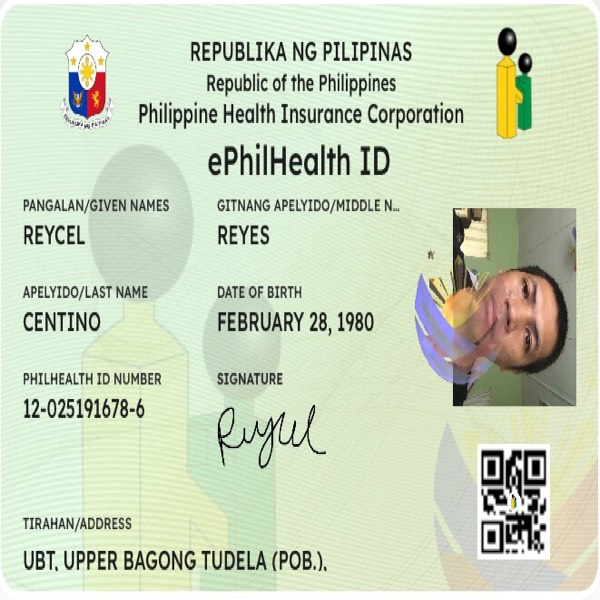 REPUBLIKA NG PILIPINAS
Republic of the Philippines
Philippine Health Insurance Corporation
ePhilHealth ID
PANGALAN/GIVEN NAMES
REYCEL
GITNANG APELYIDO/MIDDLE N...
REYES
APELYIDO/LAST NAME
CENTINO
DATE OF BIRTH
FEBRUARY 28, 1980
PHILHEALTH ID NUMBER
12-025191678-6
SIGNATURE
Reycel
TIRAHAN/ADDRESS
UBT, UPPER BAGONG TUDELA (POB.),